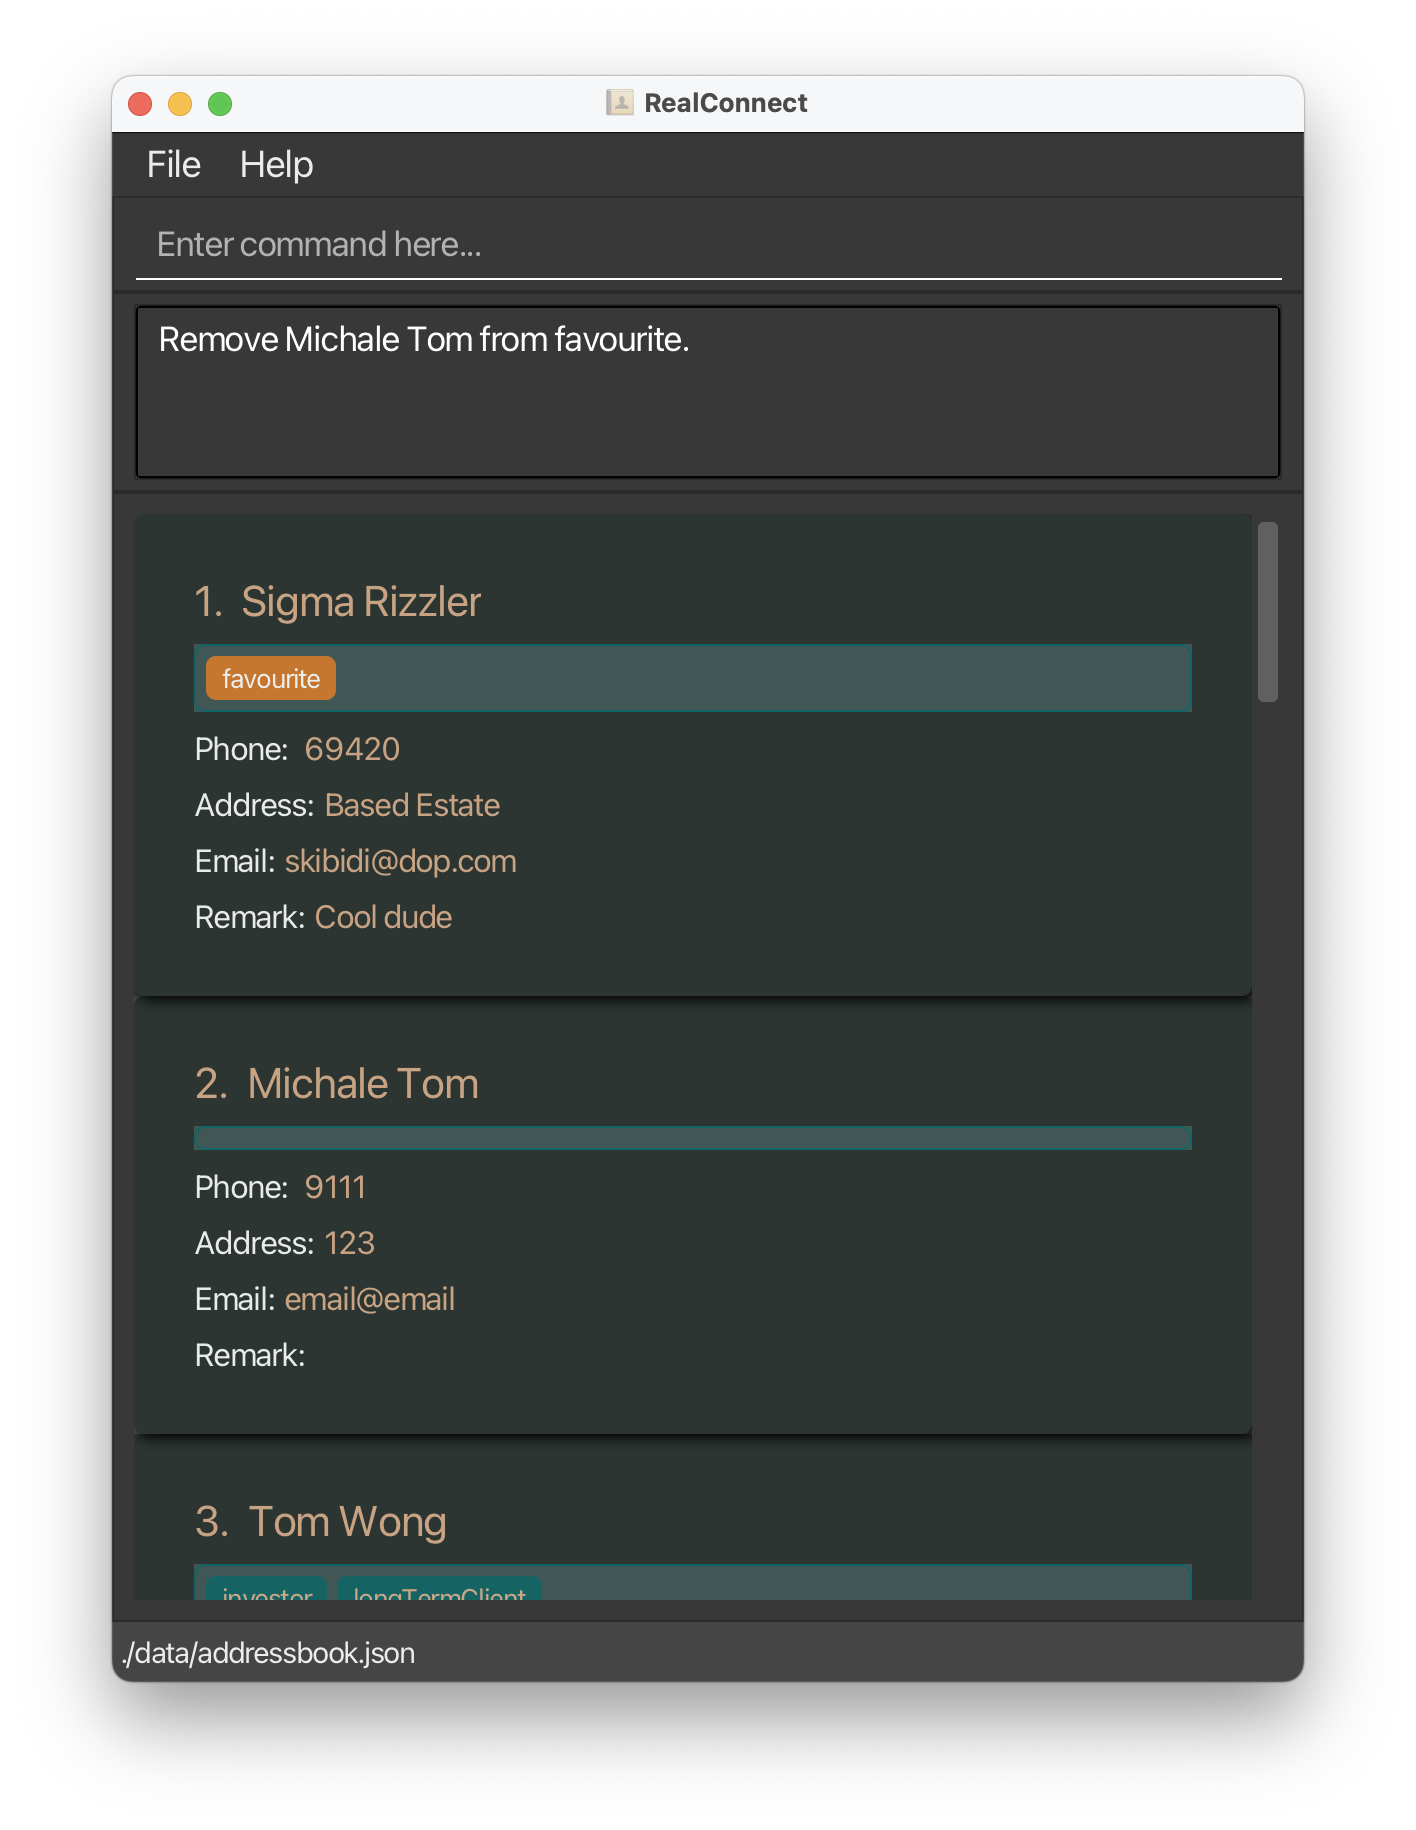 RealConnect
File Help
Enter command here...
Remove Michale Tom from favourite.
1. Sigma Rizzler
favourite
Phone: 69420
Address: Based Estate
Email: skibidi@dop.com
Remark: Cool dude
2. Michale Tom
Phone: 9111
Address: 123
Email: email@email
Remark:
3. Tom Wong
investor longTermClient
./data/addressbook.json